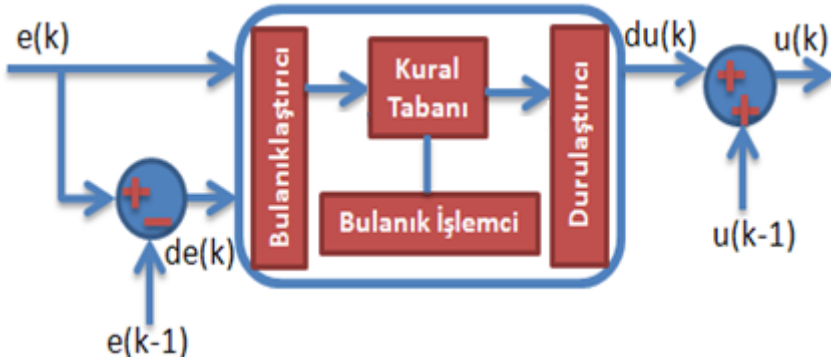 e(k)
de(k)
e(k-1)
Bulanıklaştırıcı
Kural
Tabanı
Bulanık İşlemci
Durulaştırıcı
du(k)
u(k)
u(k-1)